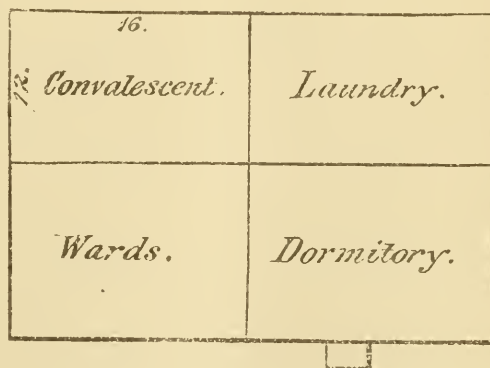 16.
12.
Convalescent.
Laundry.
Wards.
Dormitory.